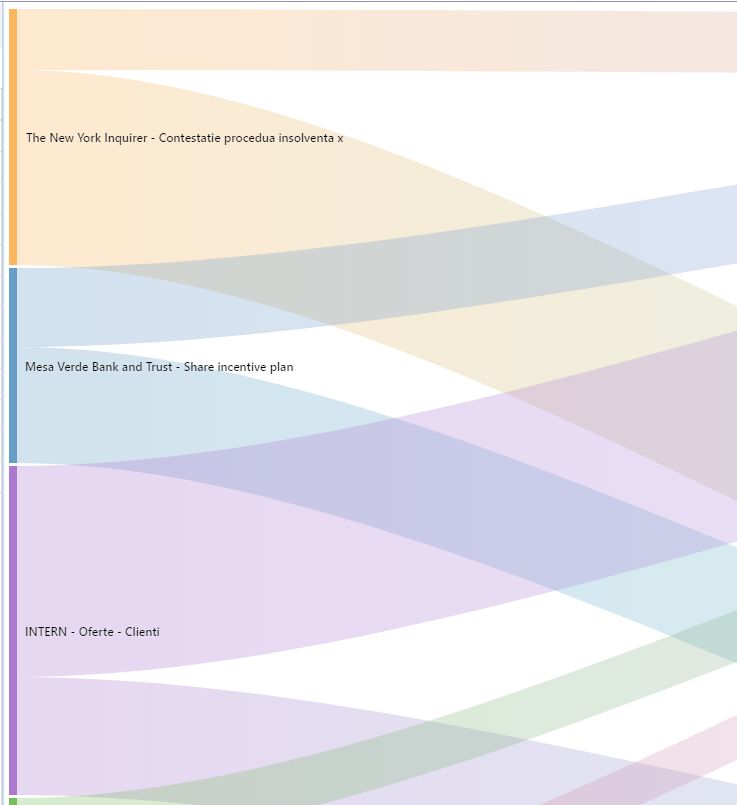 The New York Inquirer - Contestatie procedua insolventa x
Mesa Verde Bank and Trust - Share incentive plan
INTERN - Oferte - Clienti